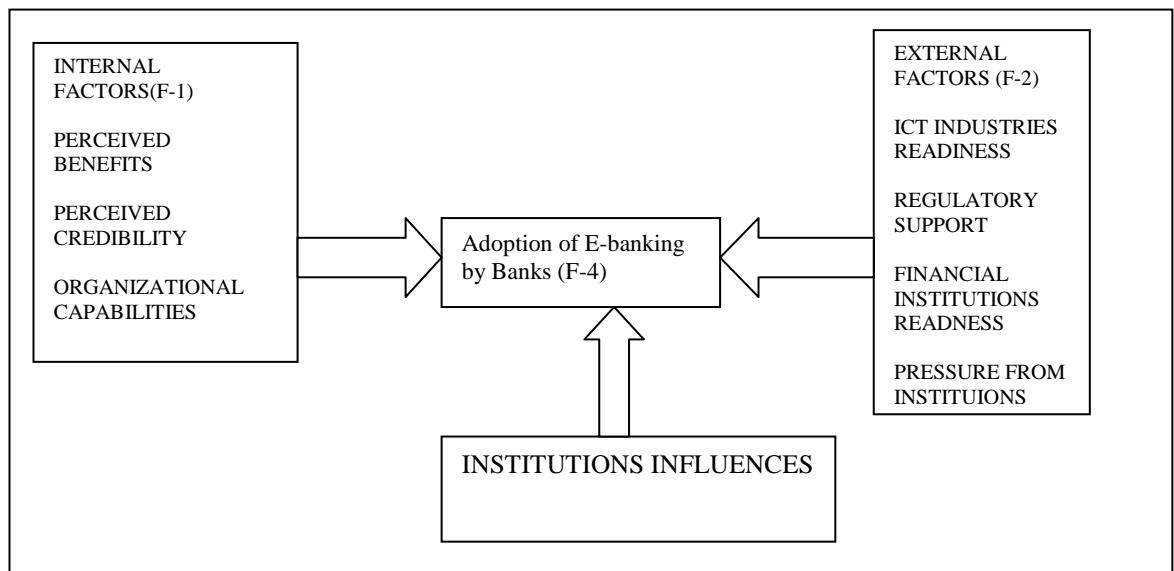 INTERNAL
FACTORS(F-1)
PERCEIVED
BENEFITS
PERCEIVED
CREDIBILITY
ORGANIZATIONAL
CAPABILITIES
Adoption of E-banking
by Banks (F-4)
EXTERNAL
FACTORS (F-2)
ICT INDUSTRIES
READINESS
REGULATORY
SUPPORT
FINANCIAL
INSTITUTIONS
READNESS
PRESSURE FROM
INSTITUIONS
INSTITUTIONS INFLUENCES